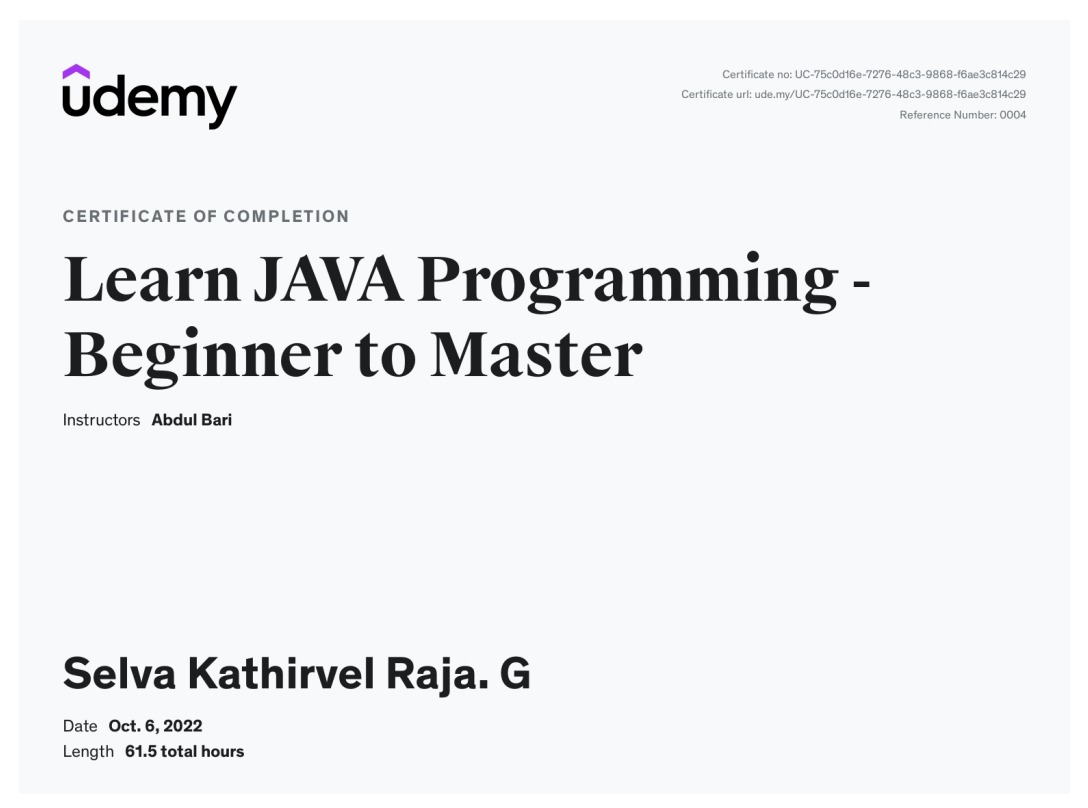 udemy
Certificate no: UC-75c0d16e-7276-48c3-9868-f6ae3c814c29
Certificate url: ude.my/UC-75c0d16e-7276-48c3-9868-f6ae3c814c29
Reference Number: 0004
CERTIFICATE OF COMPLETION
Learn JAVA Programming -
Beginner to Master
Instructors Abdul Bari
Selva Kathirvel Raja. G
Date Oct. 6, 2022
Length 61.5 total hours